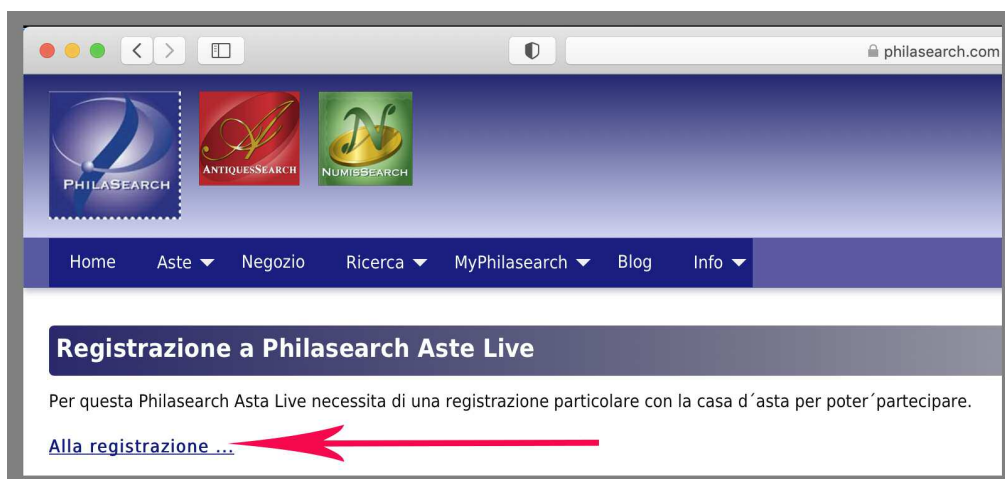 philasearch.com
PHILASEARCH
ANTIQUESSEARCH
NUMISSEARCH
Home Aste Negozio Ricerca MyPhilasearch Blog Info
Registrazione a Philasearch Aste Live
Per questa Philasearch Asta Live necessita di una registrazione particolare con la casa d´asta per poter´partecipare.
Alla registrazione ...